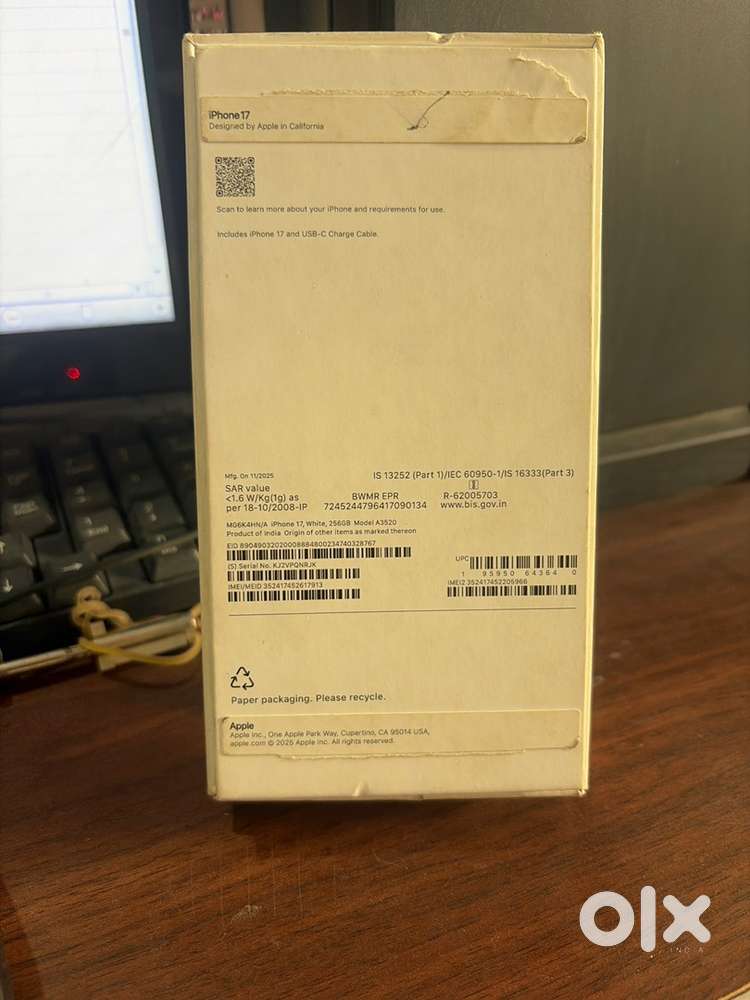 iPhone 17
Designed by Apple in California
Scan to learn more about your iPhone and requirements for use.
Includes iPhone 17 and USB-C Charge Cable.
Mfg. On 11/2025
IS 13252 (Part 1)/IEC 60950-1/IS 16333(Part 3)
SAR value
<1.6 W/Kg(1g) as
per 18-10/2008-IP
BWMR EPR
7245244796417090134
R-62005703
www.bis.gov.in
MG6K4HN/A iPhone 17, White, 256GB Model A3520
Product of India Origin of other items as marked thereon
EID 89049032020008884800234740328767
(S) Serial No. KJ2VPQNRJK
IMEI/MEID 352417452617913
UPC
1 95950 64364 0
IMEI2 352417452205966
Paper packaging. Please recycle.
Apple
Apple Inc., One Apple Park Way, Cupertino, CA 95014 USA,
apple.com © 2025 Apple Inc. All rights reserved.
olx
INDIA